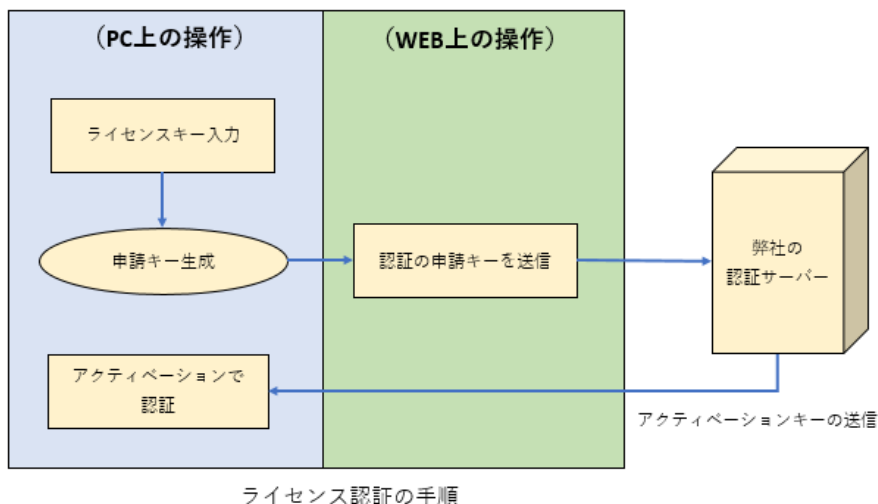 （PC上の操作）
（WEB上の操作）
ライセンスキー入力
申請キー生成
認証の申請キーを送信
弊社の
認証サーバー
アクティベーションで
認証
アクティベーションキーの送信
ライセンス認証の手順